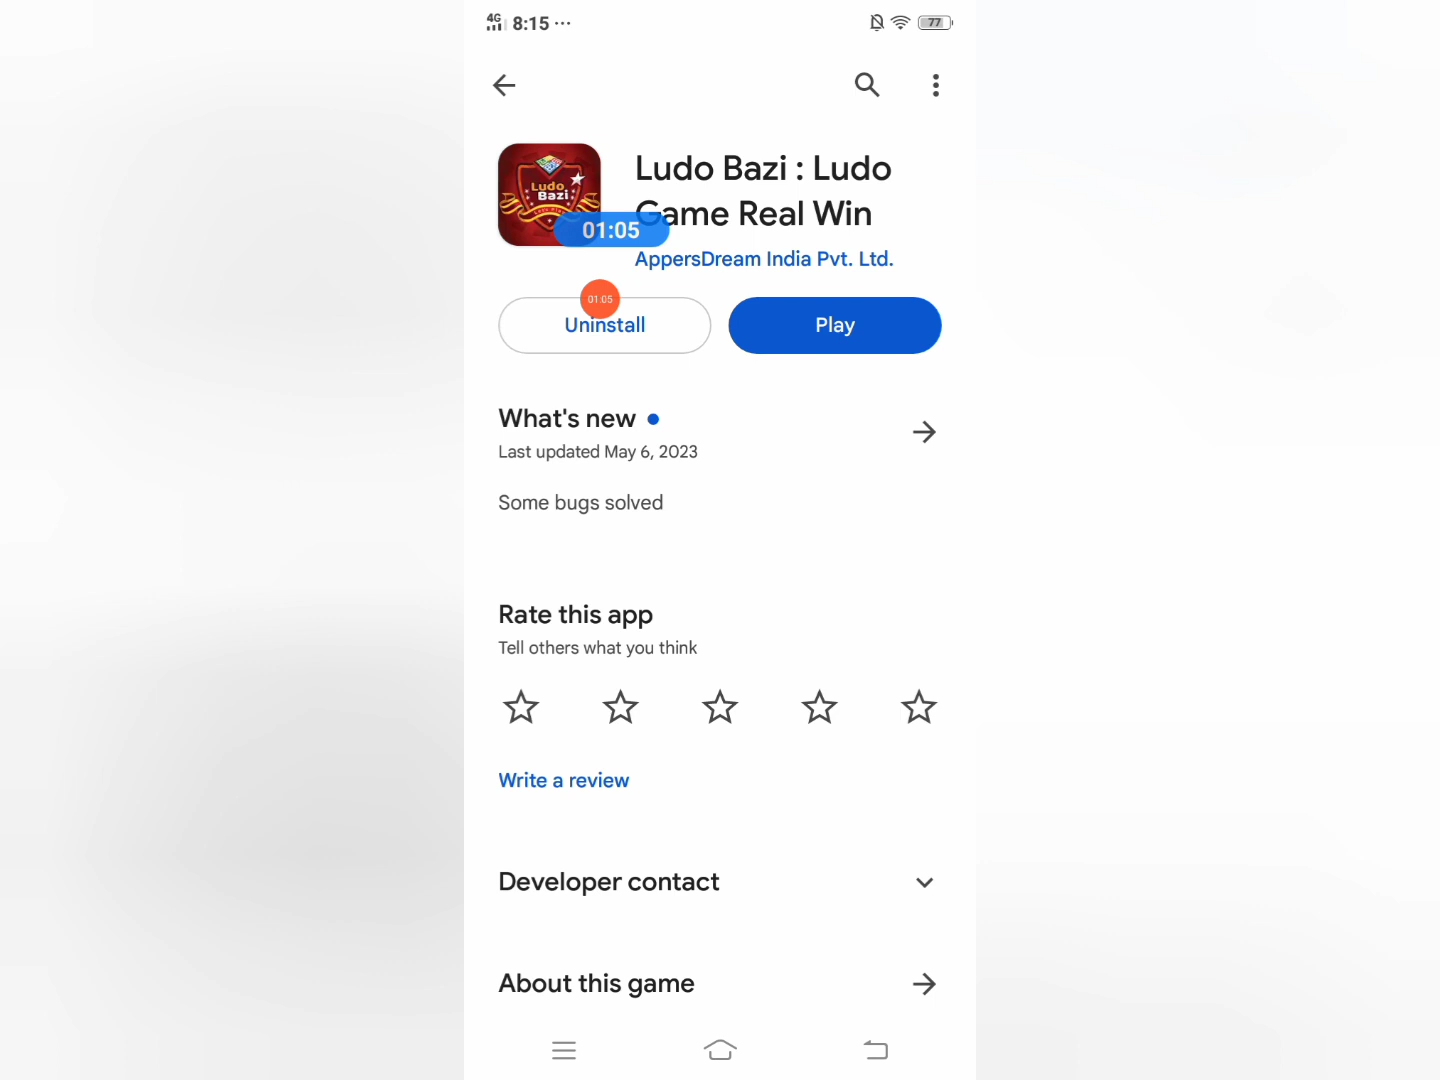 4G 8:15 ...
77
Ludo Bazi : Ludo
Game Real Win
Ludo
Bazi
01:05
AppersDream India Pvt. Ltd.
01:05
Uninstall
Play
What's new
Last updated May 6, 2023
Some bugs solved
Rate this app
Tell others what you think
Write a review
Developer contact
About this game